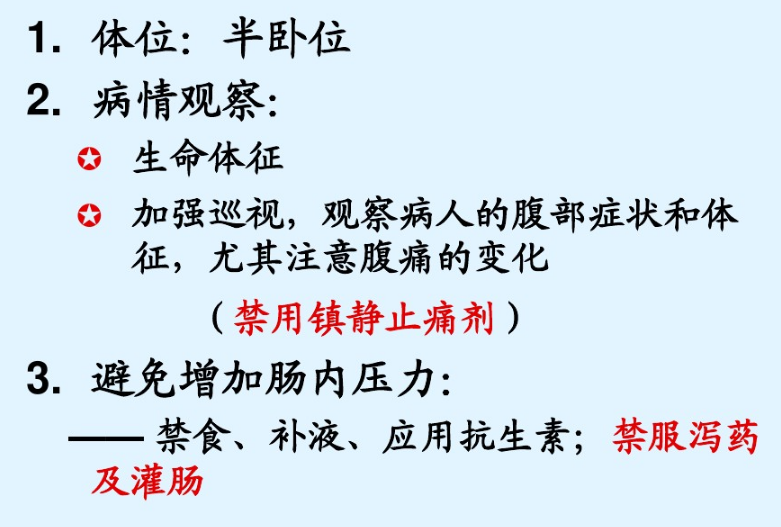 1. 体位：半卧位
2. 病情观察：
生命体征
加强巡视，观察病人的腹部症状和体
征，尤其注意腹痛的变化
（禁用镇静止痛剂）
3. 避免增加肠内压力：
—— 禁食、补液、应用抗生素；禁服泻药
及灌肠